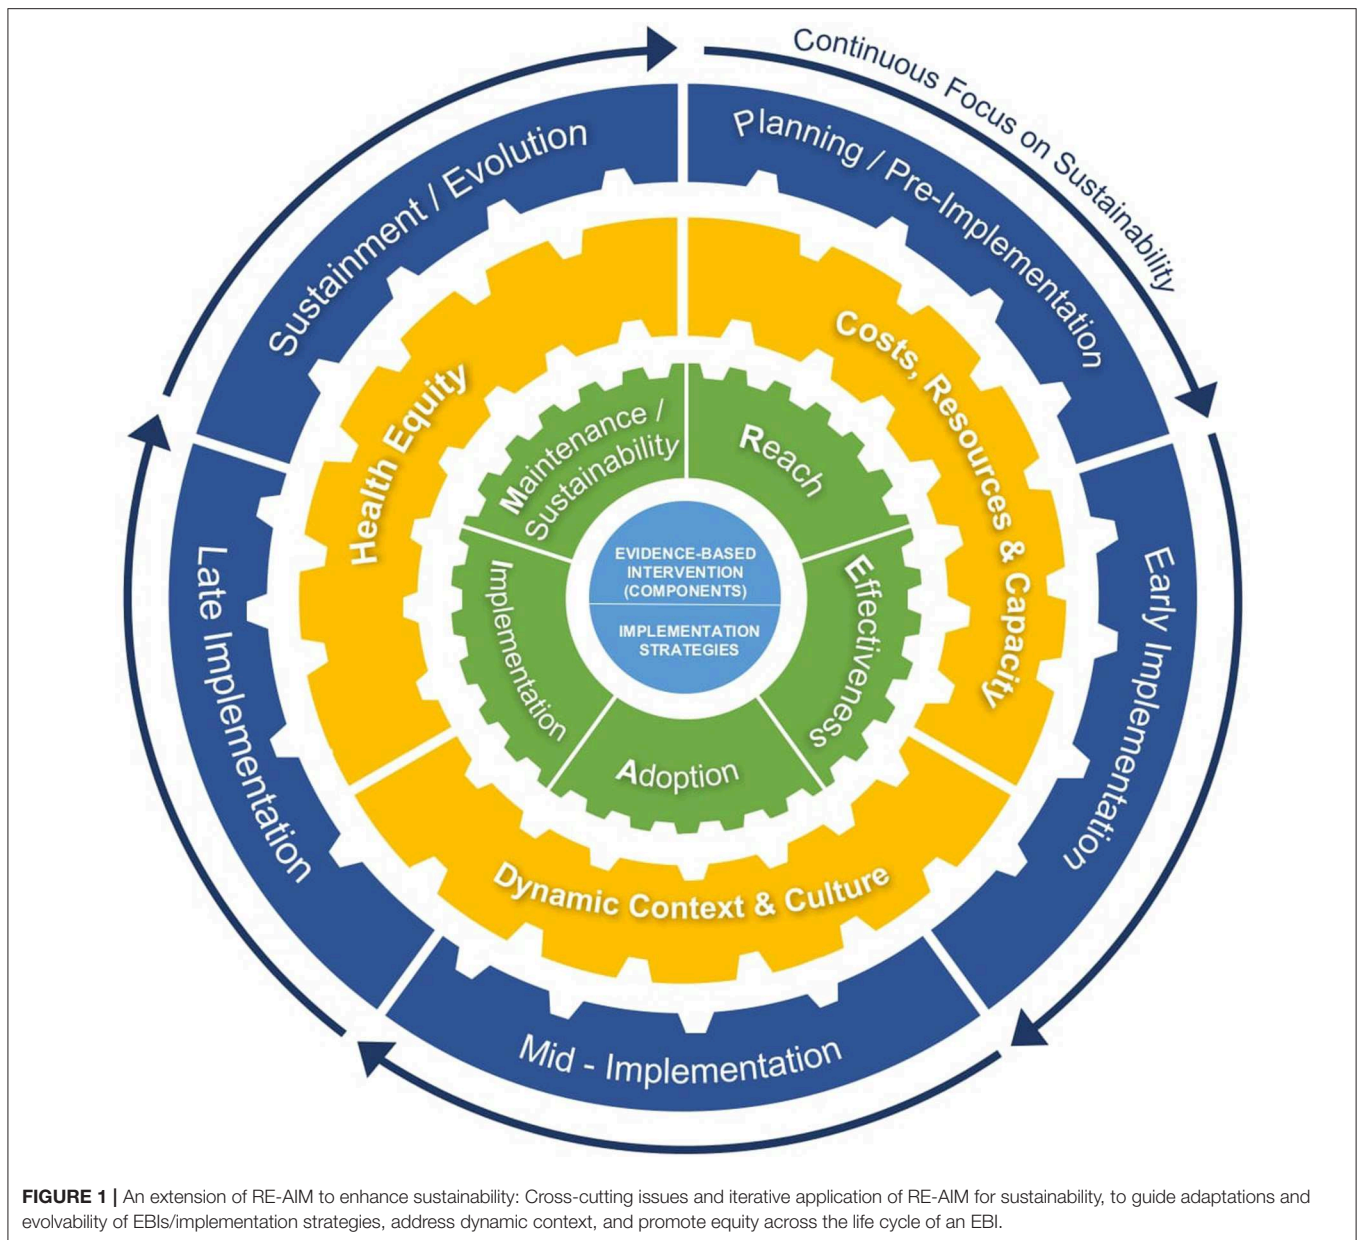 Continuous Focus on Sustainability
Planning / Pre-Implementation
Early Implementation
Mid - Implementation
Late Implementation
Sustainment / Evolution
Costs, Resources & Capacity
Dynamic Context & Culture
Health Equity
Reach
Effectiveness
Adoption
Implementation
Maintenance /
Sustainability
EVIDENCE-BASED
INTERVENTION
(COMPONENTS)
IMPLEMENTATION
STRATEGIES
FIGURE 1 | An extension of RE-AIM to enhance sustainability: Cross-cutting issues and iterative application of RE-AIM for sustainability, to guide adaptations and
evolvability of EBIs/implementation strategies, address dynamic context, and promote equity across the life cycle of an EBI.